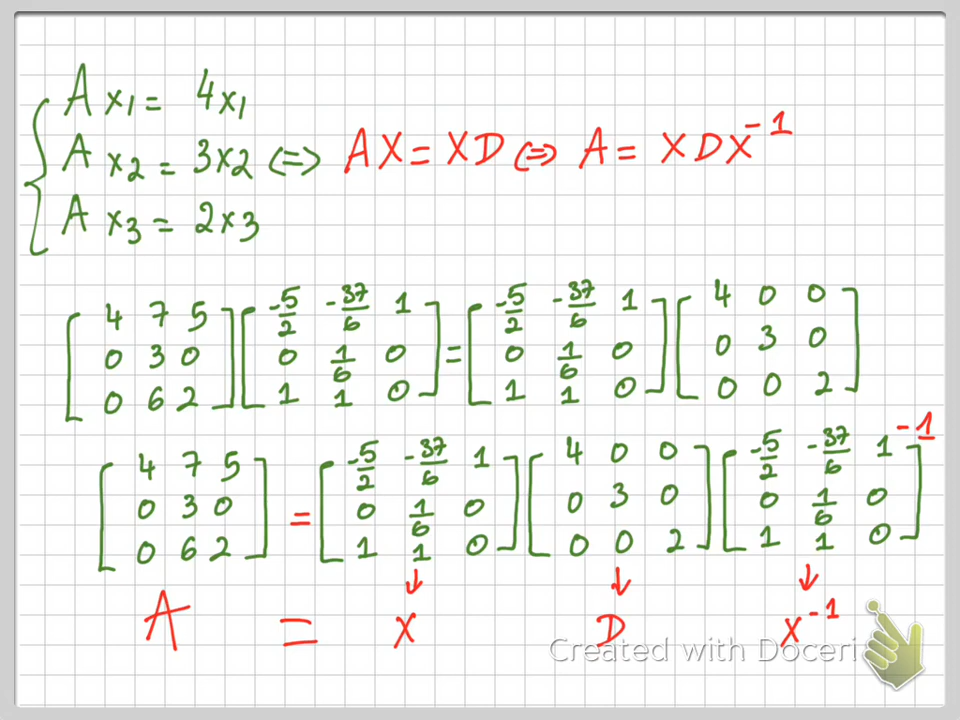 A x1 = 4x1
A x2 = 3x2 <=> AX = XD <=> A = XDX^-1
A x3 = 2x3
[4 7 5; 0 3 0; 0 6 2] [-5/2 -37/6 1; 0 1/6 0; 1 1 0] = [-5/2 -37/6 1; 0 1/6 0; 1 1 0] [4 0 0; 0 3 0; 0 0 2]
[4 7 5; 0 3 0; 0 6 2] = [-5/2 -37/6 1; 0 1/6 0; 1 1 0] [4 0 0; 0 3 0; 0 0 2] [-5/2 -37/6 1; 0 1/6 0; 1 1 0]^-1
↓ ↓ ↓
A = X D X^-1
Created with Doceri